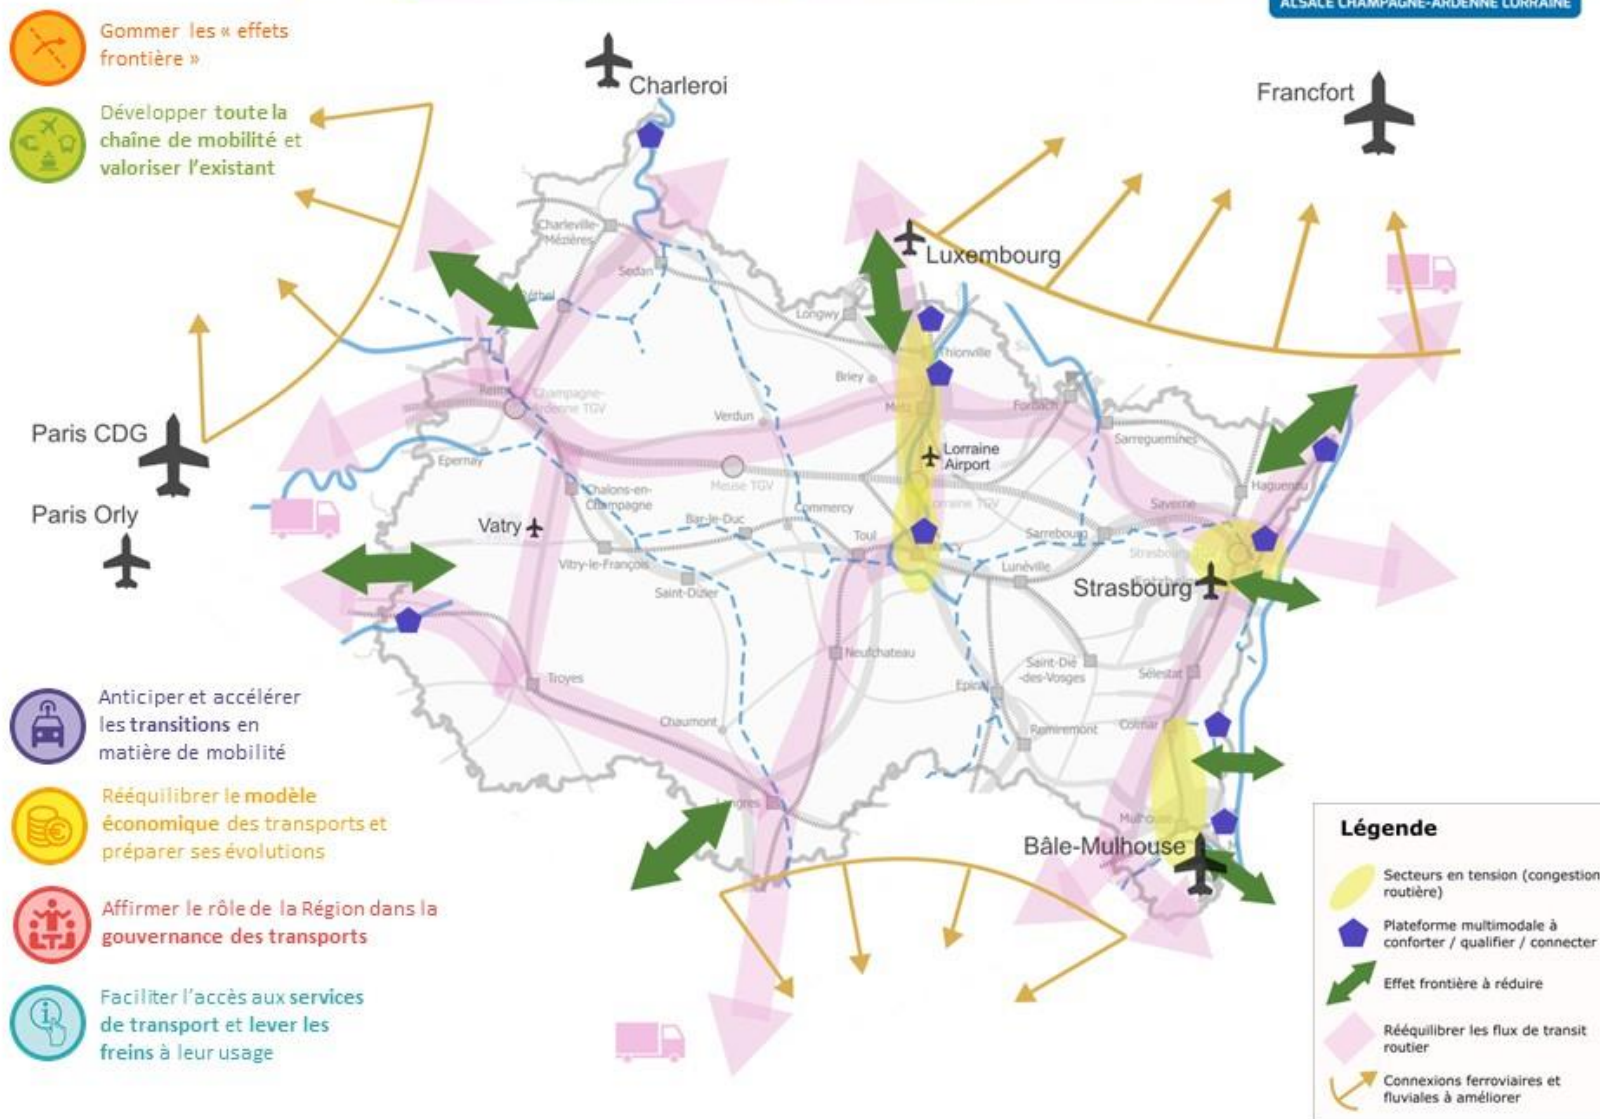 ALSACE CHAMPAGNE-ARDENNE LORRAINE
Gommer les « effets
frontière »
Développer toute la
chaîne de mobilité et
valoriser l'existant
Charleroi
Francfort
Luxembourg
Charleville-
Mézières
Sedan
Réthel
Longwy
Thionville
Briey
Metz
Forbach
Reims
Champagne-
Ardenne TGV
Verdun
Sarreguemines
Paris CDG
Epernay
Meuse TGV
Lorraine
Airport
Lorraine TGV
Haguenau
Saverne
Chalons-en-
Champagne
Paris Orly
Vatry
Bar-le-Duc
Commercy
Toul
Sarrebourg
Strasbourg
Vitry-le-François
Saint-Dizier
Lunéville
Strasbourg
Entzheim
Neufchateau
Saint-Dié
-des-Vosges
Sélestat
Troyes
Epinal
Chaumont
Remiremont
Colmar
Langres
Mulhouse
Bâle-Mulhouse
Anticiper et accélérer
les transitions en
matière de mobilité
Rééquilibrer le modèle
économique des transports et
préparer ses évolutions
Affirmer le rôle de la Région dans la
gouvernance des transports
Faciliter l'accès aux services
de transport et lever les
freins à leur usage
Légende
Secteurs en tension (congestion
routière)
Plateforme multimodale à
conforter / qualifier / connecter
Effet frontière à réduire
Rééquilibrer les flux de transit
routier
Connexions ferroviaires et
fluviales à améliorer